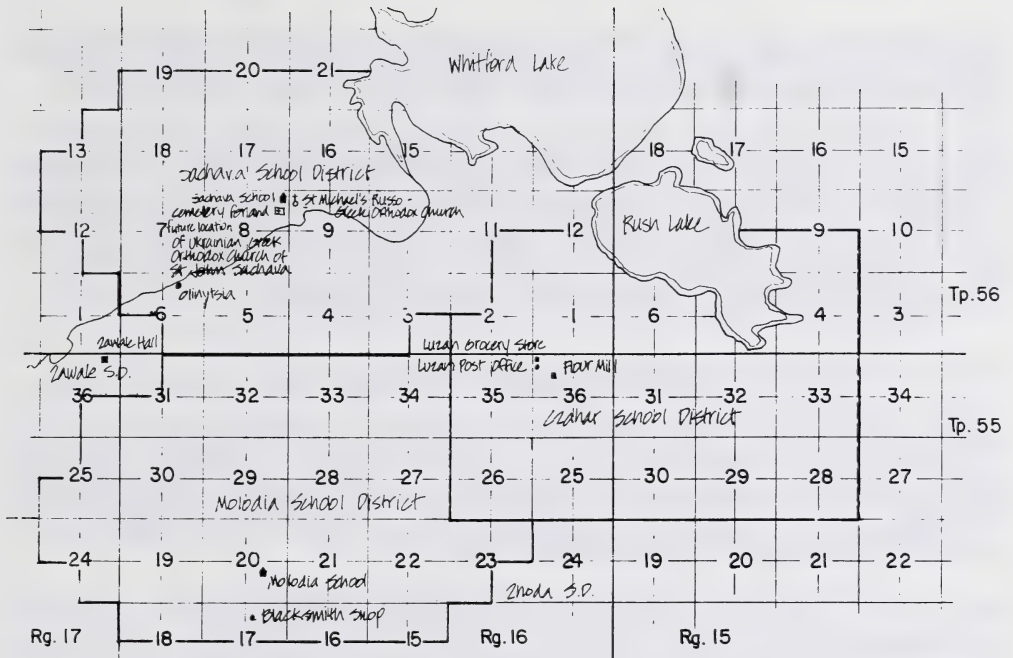 Whitford Lake
19 20 21
13 18 17 16 15 18 17 16 15
Sachava School District
Sachava School
St Michael's Russo-
Greek Orthodox Church
Cemetery for and
future location
of Ukrainian Greek
Orthodox Church of
St John Sachava
Rush Lake
12 7 8 9 11 12 9 10
olinytsia
Tp. 56
1 6 5 4 3 2 1 6 4 3
Zawale Hall
Zawale S.D.
Luzan Grocery Store
Luzan Post Office
Flour Mill
36 31 32 33 34 35 36 31 32 33 34
Czahar School District
Tp. 55
25 30 29 28 27 26 25 30 29 28 27
Molodia School District
24 19 20 21 22 23 24 19 20 21 22
Molodia School
Znoda S.D.
Blacksmith Shop
Rg. 17 18 17 16 15 Rg. 16 Rg. 15